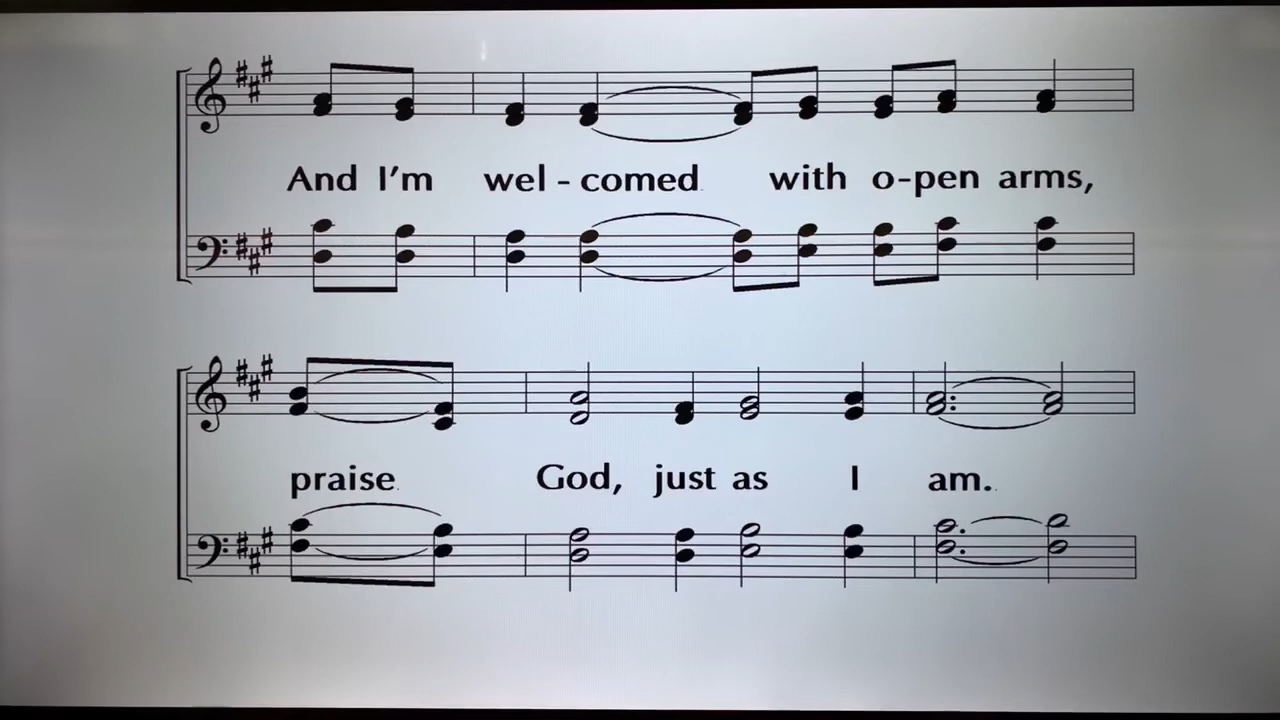 And I'm wel - comed with o-pen arms,
praise God, just as I am.